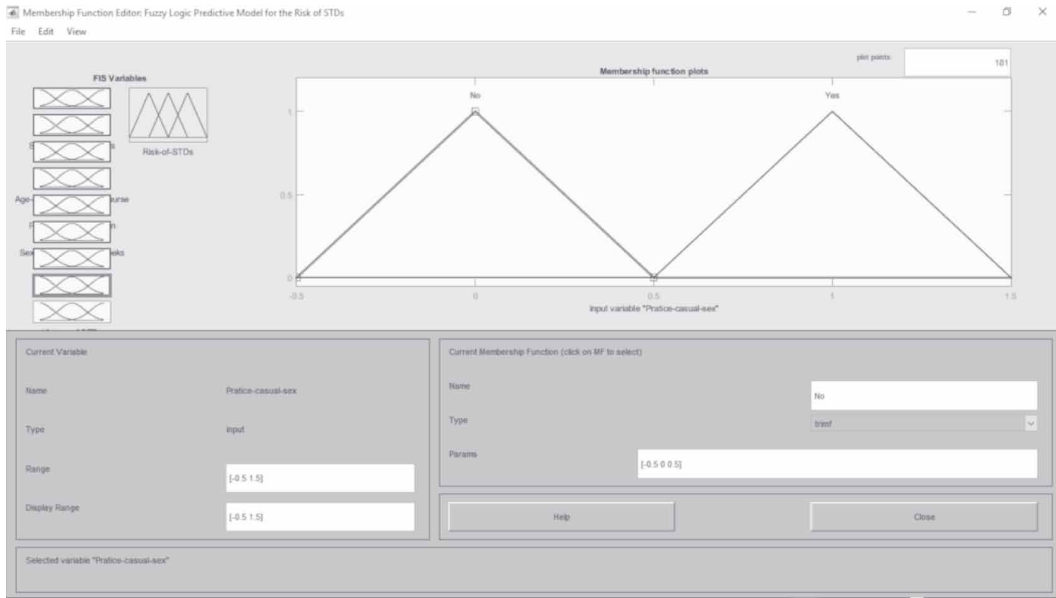 Membership Function Editor: Fuzzy Logic Predictive Model for the Risk of STDs
File Edit View
FIS Variables
Risk-of-STDs
Membership function plots
plot points:
181
No
Yes
1
0.5
0
-0.5
0
0.5
1
1.5
input variable "Pratice-casual-sex"
Current Variable
Name
Pratice-casual-sex
Type
input
Range
[-0.5 1.5]
Display Range
[-0.5 1.5]
Current Membership Function (click on MF to select)
Name
No
Type
trimf
Params
[-0.5 0 0.5]
Help
Close
Selected variable "Pratice-casual-sex"